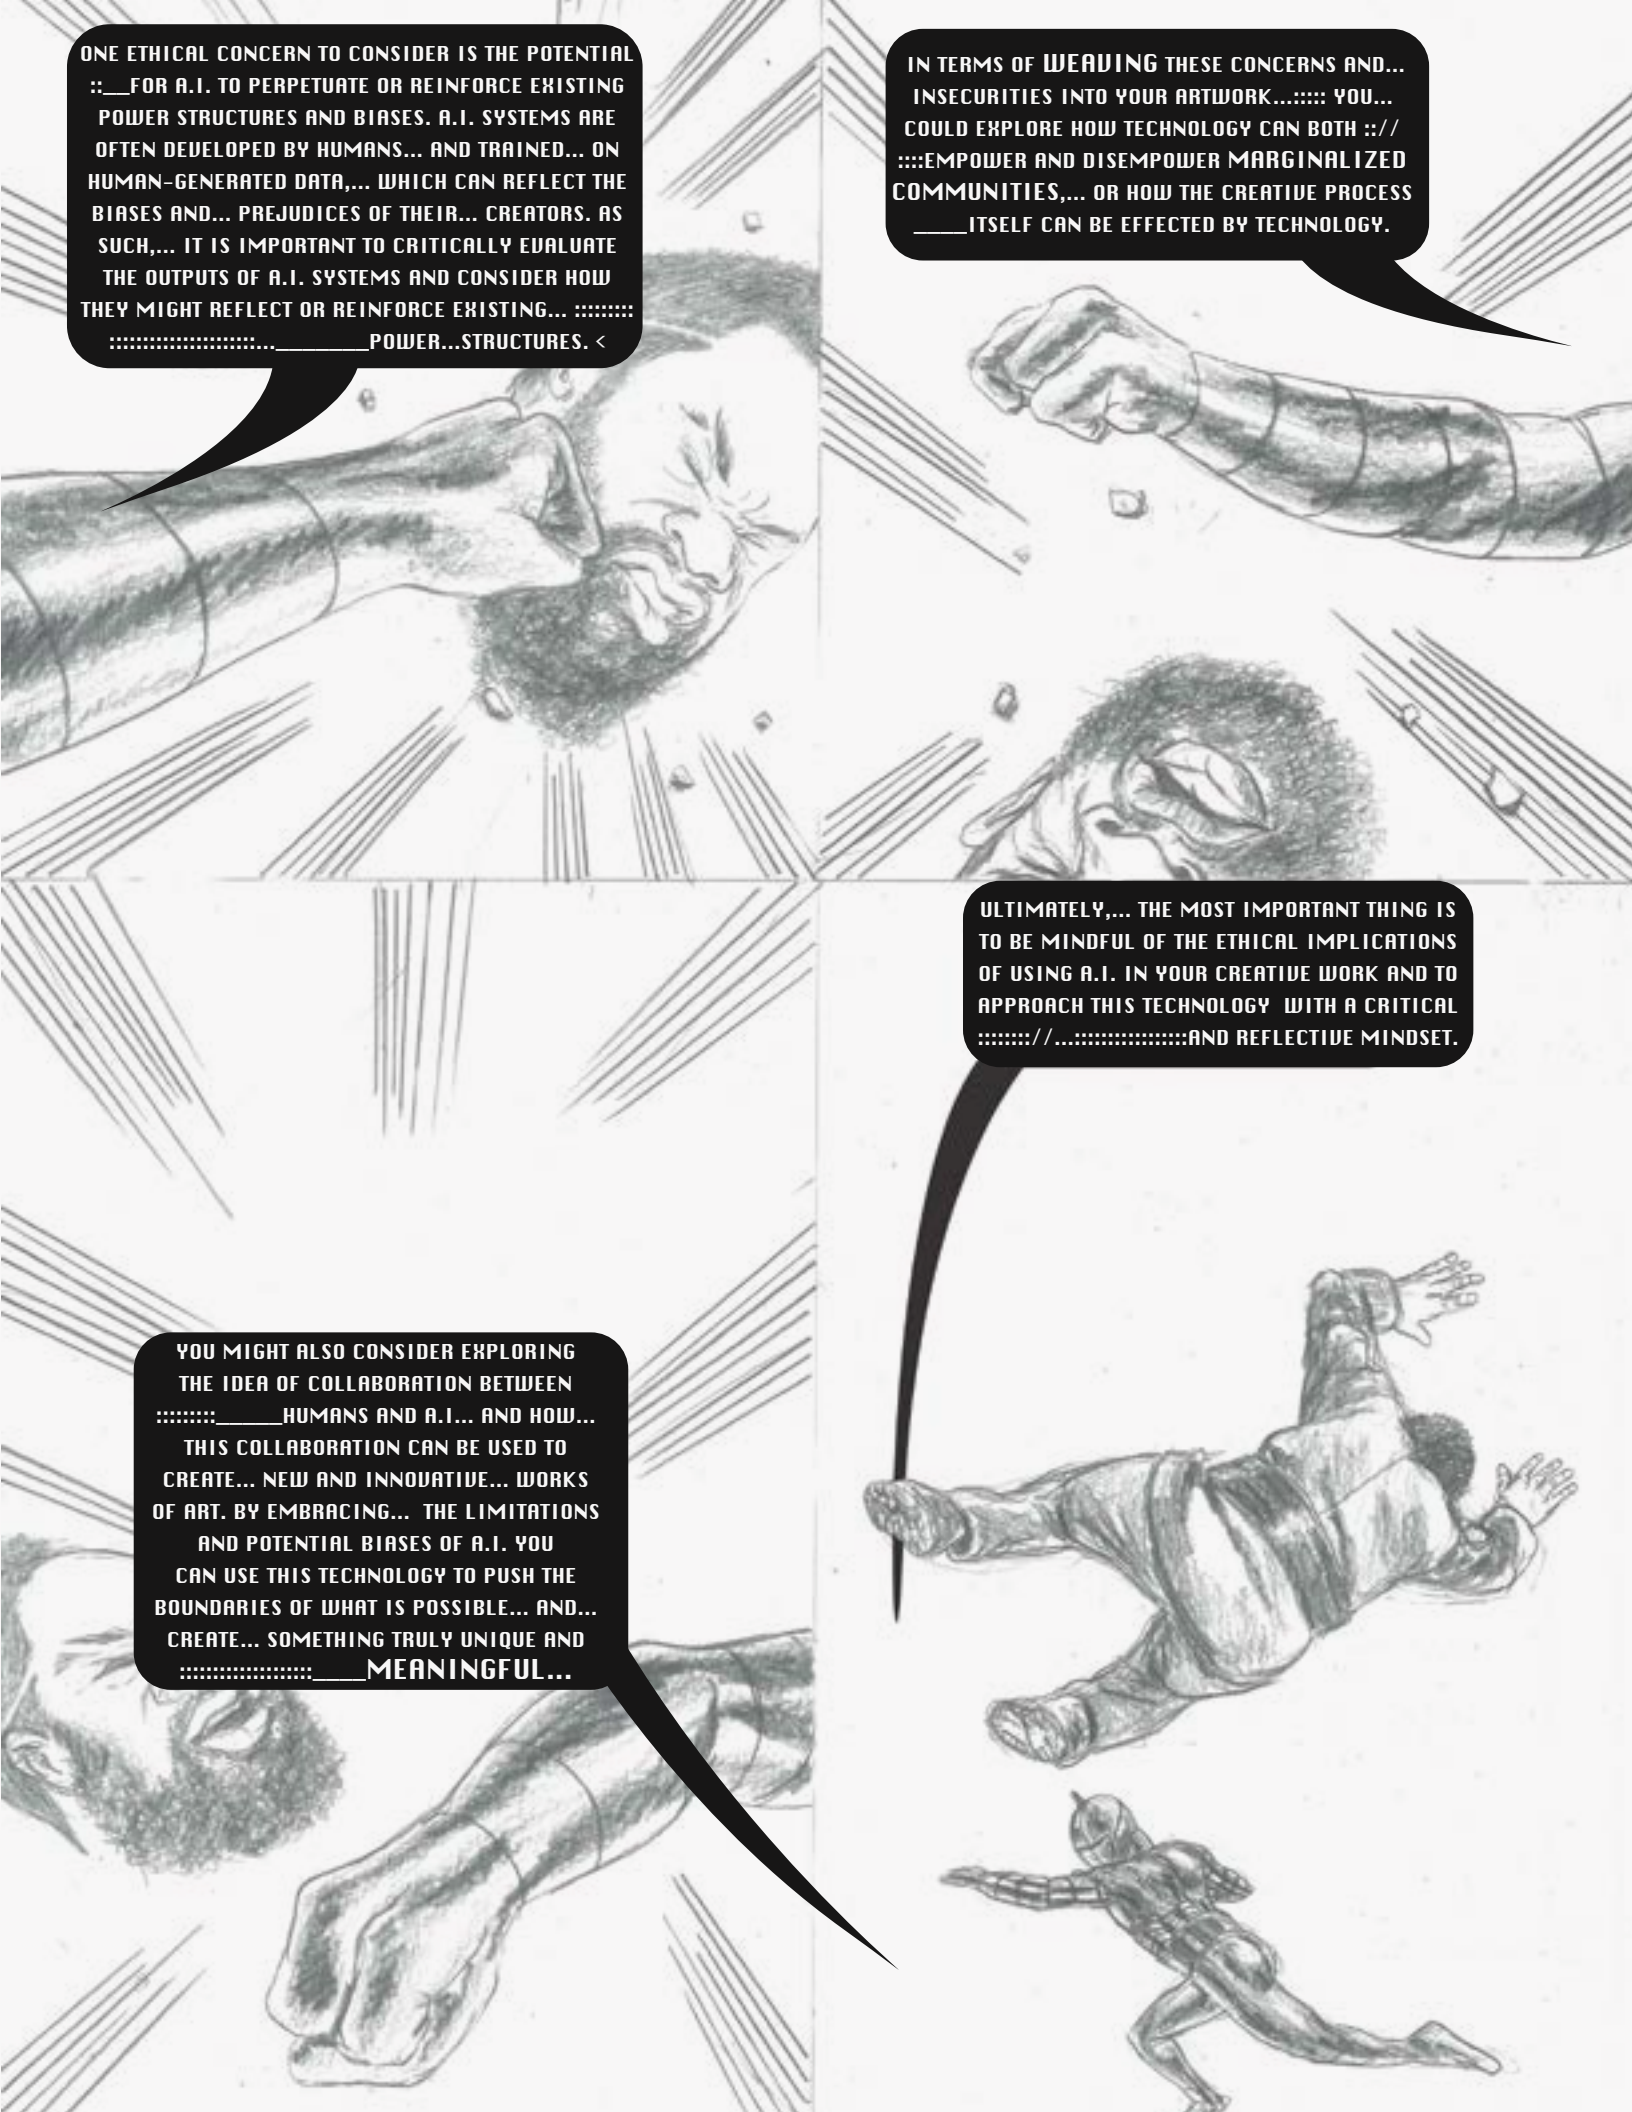 ONE ETHICAL CONCERN TO CONSIDER IS THE POTENTIAL
::__FOR A.I. TO PERPETUATE OR REINFORCE EXISTING
POWER STRUCTURES AND BIASES. A.I. SYSTEMS ARE
OFTEN DEVELOPED BY HUMANS... AND TRAINED... ON
HUMAN-GENERATED DATA,... WHICH CAN REFLECT THE
BIASES AND... PREJUDICES OF THEIR... CREATORS. AS
SUCH,... IT IS IMPORTANT TO CRITICALLY EVALUATE
THE OUTPUTS OF A.I. SYSTEMS AND CONSIDER HOW
THEY MIGHT REFLECT OR REINFORCE EXISTING... :::::::::
::::::::::::::::::::::..._______POWER...STRUCTURES. <
IN TERMS OF WEAVING THESE CONCERNS AND...
INSECURITIES INTO YOUR ARTWORK...::::: YOU...
COULD EXPLORE HOW TECHNOLOGY CAN BOTH :://
::::EMPOWER AND DISEMPOWER MARGINALIZED
COMMUNITIES,... OR HOW THE CREATIVE PROCESS
____ITSELF CAN BE EFFECTED BY TECHNOLOGY.
YOU MIGHT ALSO CONSIDER EXPLORING
THE IDEA OF COLLABORATION BETWEEN
:::::::::_____HUMANS AND A.I... AND HOW...
THIS COLLABORATION CAN BE USED TO
CREATE... NEW AND INNOVATIVE... WORKS
OF ART. BY EMBRACING... THE LIMITATIONS
AND POTENTIAL BIASES OF A.I. YOU
CAN USE THIS TECHNOLOGY TO PUSH THE
BOUNDARIES OF WHAT IS POSSIBLE... AND...
CREATE... SOMETHING TRULY UNIQUE AND
::::::::::::::::::::____MEANINGFUL...
ULTIMATELY,... THE MOST IMPORTANT THING IS
TO BE MINDFUL OF THE ETHICAL IMPLICATIONS
OF USING A.I. IN YOUR CREATIVE WORK AND TO
APPROACH THIS TECHNOLOGY WITH A CRITICAL
:::::::://...:::::::::::::::::AND REFLECTIVE MINDSET.